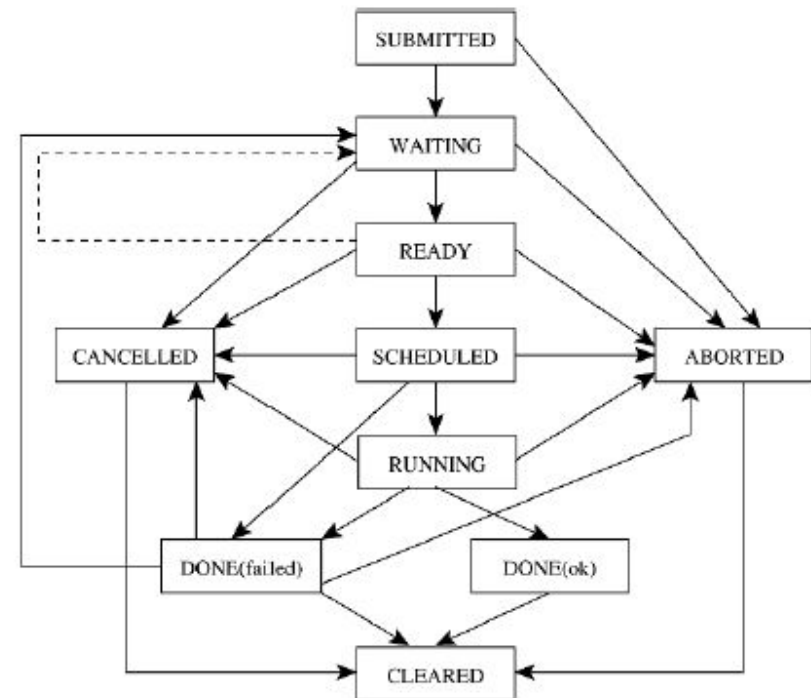 SUBMITTED
WAITING
READY
CANCELLED
SCHEDULED
ABORTED
RUNNING
DONE(failed)
DONE(ok)
CLEARED